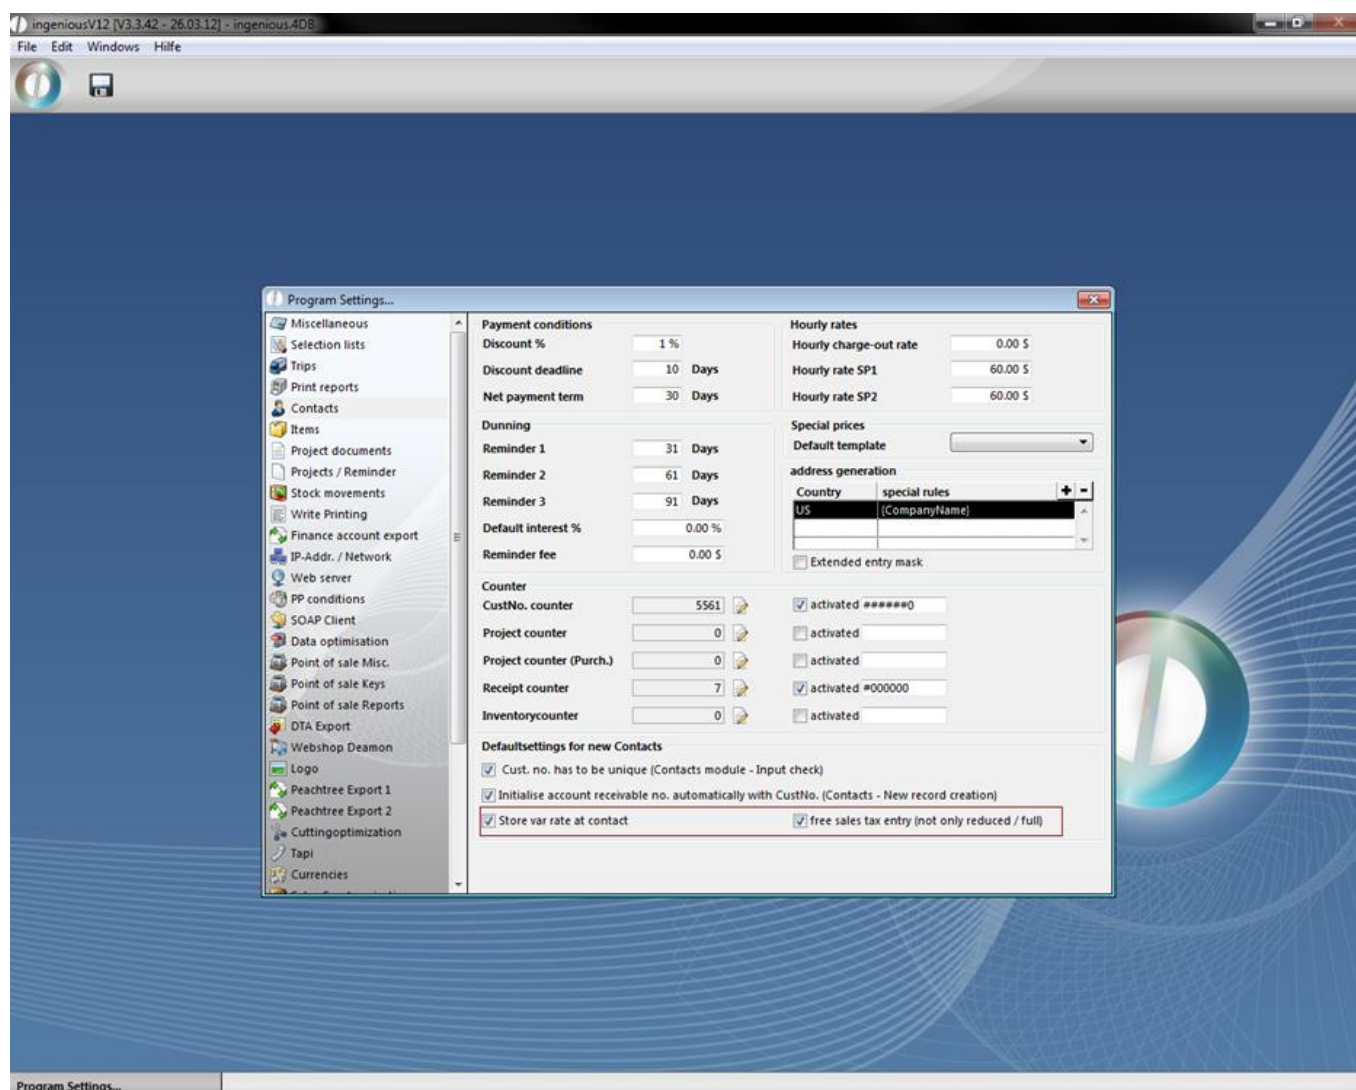 ingeniousV12 [V3.3.42 - 26.03.12] - ingenious.4DB
File Edit Windows Hilfe
Program Settings...
Miscellaneous
Selection lists
Trips
Print reports
Contacts
Items
Project documents
Projects / Reminder
Stock movements
Write Printing
Finance account export
IP-Addr. / Network
Web server
PP conditions
SOAP Client
Data optimisation
Point of sale Misc.
Point of sale Keys
Point of sale Reports
DTA Export
Webshop Deamon
Logo
Peachtree Export 1
Peachtree Export 2
Cuttingoptimization
Tapi
Currencies
Payment conditions
Discount % 1 %
Discount deadline 10 Days
Net payment term 30 Days
Hourly rates
Hourly charge-out rate 0.00 $
Hourly rate SP1 60.00 $
Hourly rate SP2 60.00 $
Dunning
Reminder 1 31 Days
Reminder 2 61 Days
Reminder 3 91 Days
Default interest % 0.00 %
Reminder fee 0.00 $
Special prices
Default template
address generation
Country special rules + -
US {CompanyName}
Extended entry mask
Counter
CustNo. counter 5561 activated ######0
Project counter 0 activated
Project counter (Purch.) 0 activated
Receipt counter 7 activated #000000
Inventorycounter 0 activated
Defaultsettings for new Contacts
Cust. no. has to be unique (Contacts module - Input check)
Initialise account receivable no. automatically with CustNo. (Contacts - New record creation)
Store var rate at contact free sales tax entry (not only reduced / full)
Program Settings...